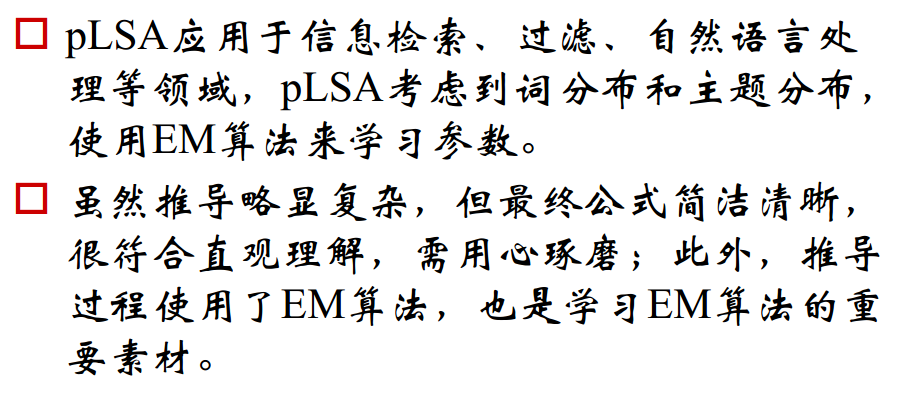 pLSA应用于信息检索、过滤、自然语言处
理等领域，pLSA考虑到词分布和主题分布，
使用EM算法来学习参数。
虽然推导略显复杂，但最终公式简洁清晰，
很符合直观理解，需用心琢磨；此外，推导
过程使用了EM算法，也是学习EM算法的重
要素材。